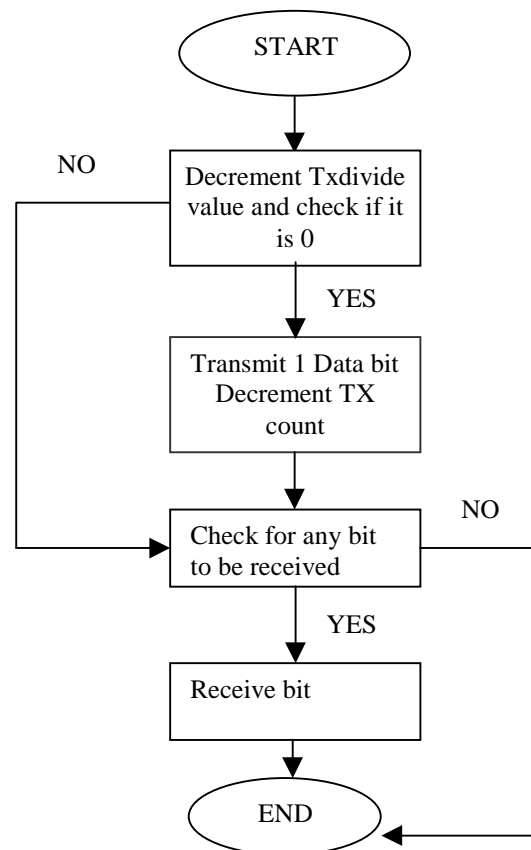 START
NO
Decrement Txdivide
value and check if it
is 0
YES
Transmit 1 Data bit
Decrement TX
count
NO
Check for any bit
to be received
YES
Receive bit
END